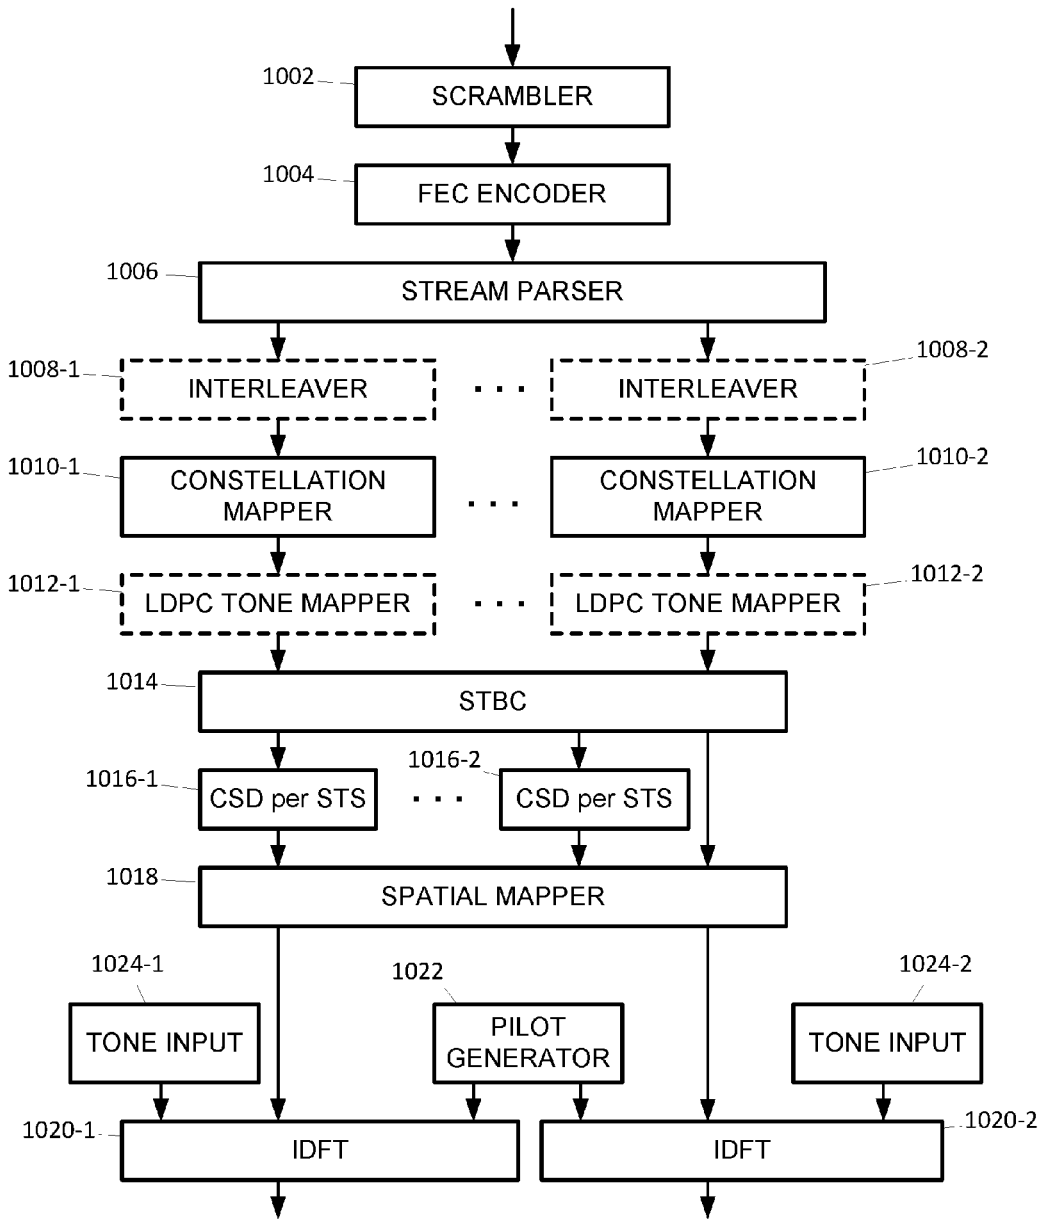 1002
SCRAMBLER
1004
FEC ENCODER
1006
STREAM PARSER
1008-1
INTERLEAVER
. . .
INTERLEAVER
1008-2
1010-1
CONSTELLATION
MAPPER
. . .
CONSTELLATION
MAPPER
1010-2
1012-1
LDPC TONE MAPPER
. . .
LDPC TONE MAPPER
1012-2
1014
STBC
1016-1
CSD per STS
. . .
1016-2
CSD per STS
1018
SPATIAL MAPPER
1024-1
TONE INPUT
1022
PILOT
GENERATOR
1024-2
TONE INPUT
1020-1
IDFT
IDFT
1020-2